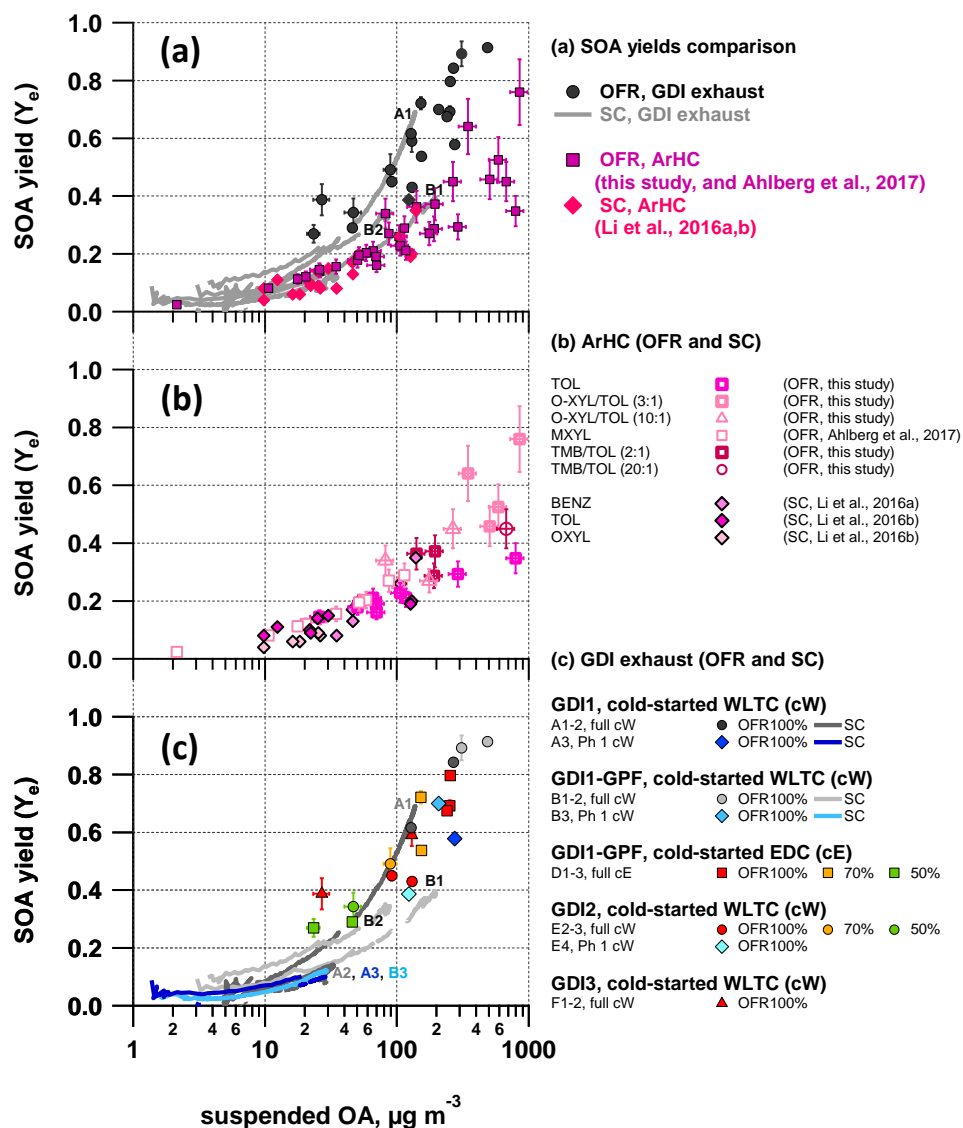 (a)
SOA yield (Ye)
1.0
0.8
0.6
0.4
0.2
0.0
A1
B1
B2
(a) SOA yields comparison
OFR, GDI exhaust
SC, GDI exhaust
OFR, ArHC
(this study, and Ahlberg et al., 2017)
SC, ArHC
(Li et al., 2016a,b)
(b)
SOA yield (Ye)
1.0
0.8
0.6
0.4
0.2
0.0
(b) ArHC (OFR and SC)
TOL (OFR, this study)
O-XYL/TOL (3:1) (OFR, this study)
O-XYL/TOL (10:1) (OFR, this study)
MXYL (OFR, Ahlberg et al., 2017)
TMB/TOL (2:1) (OFR, this study)
TMB/TOL (20:1) (OFR, this study)
BENZ (SC, Li et al., 2016a)
TOL (SC, Li et al., 2016b)
OXYL (SC, Li et al., 2016b)
(c)
SOA yield (Ye)
1.0
0.8
0.6
0.4
0.2
0.0
A1
B1
B2
A2, A3, B3
1 2 4 6 10 2 4 6 100 2 4 6 1000
suspended OA, µg m-3
(c) GDI exhaust (OFR and SC)
GDI1, cold-started WLTC (cW)
A1-2, full cW OFR100% SC
A3, Ph 1 cW OFR100% SC
GDI1-GPF, cold-started WLTC (cW)
B1-2, full cW OFR100% SC
B3, Ph 1 cW OFR100% SC
GDI1-GPF, cold-started EDC (cE)
D1-3, full cE OFR100% 70% 50%
GDI2, cold-started WLTC (cW)
E2-3, full cW OFR100% 70% 50%
E4, Ph 1 cW OFR100%
GDI3, cold-started WLTC (cW)
F1-2, full cW OFR100%